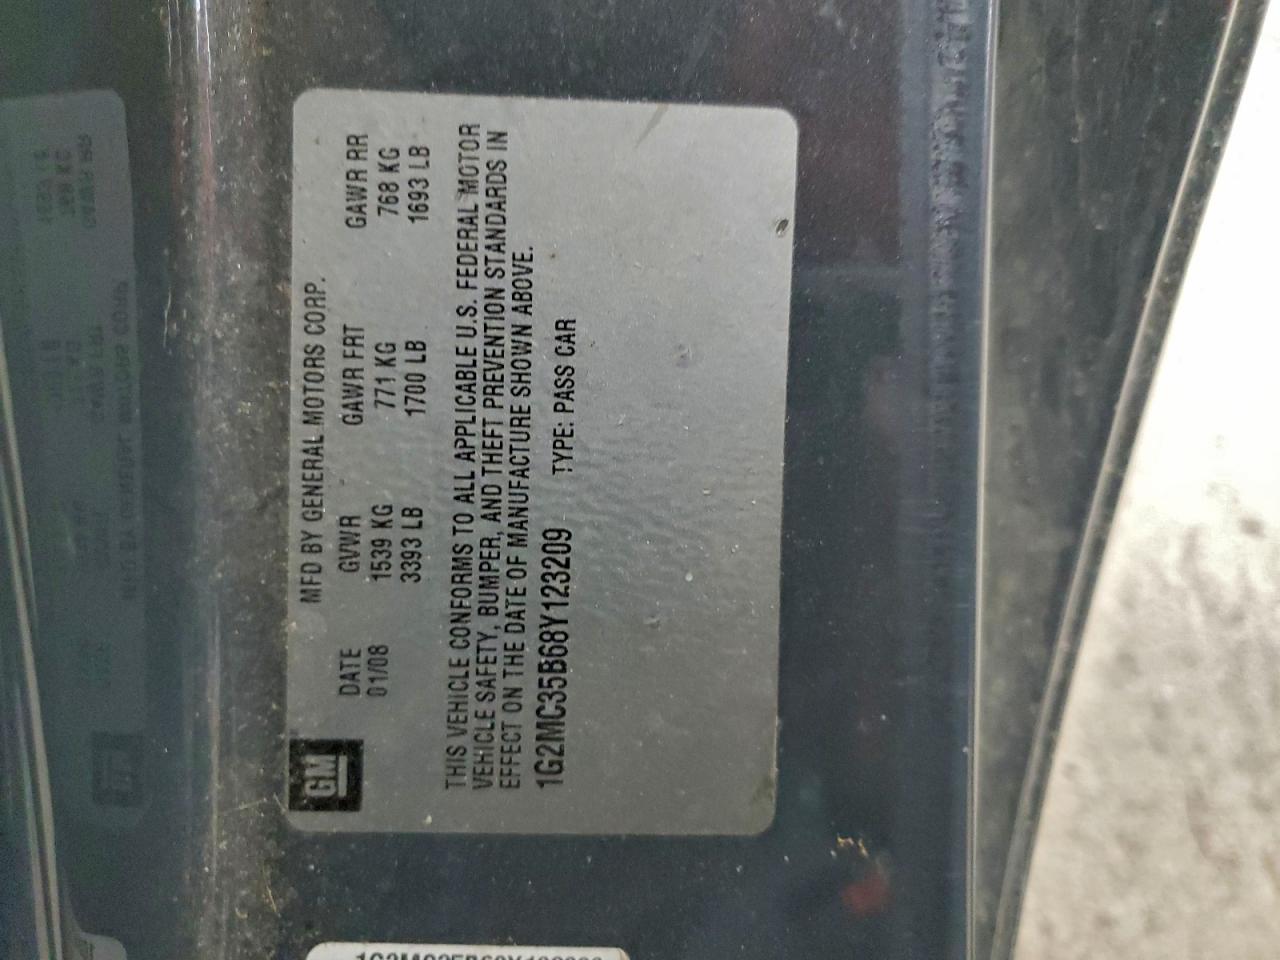 GM
MFD BY GENERAL MOTORS CORP.
DATE GVWR GAWR FRT GAWR RR
01/08 1539 KG 771 KG 768 KG
3393 LB 1700 LB 1693 LB
THIS VEHICLE CONFORMS TO ALL APPLICABLE U.S. FEDERAL MOTOR
VEHICLE SAFETY, BUMPER, AND THEFT PREVENTION STANDARDS IN
EFFECT ON THE DATE OF MANUFACTURE SHOWN ABOVE.
1G2MC35B68Y123209 TYPE: PASS CAR